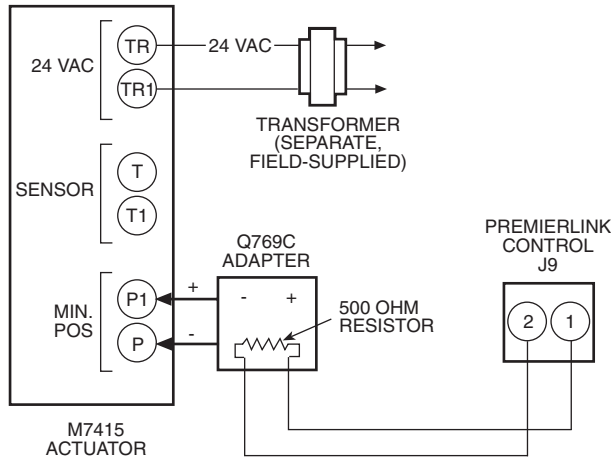 24 VAC
TR
TR1
24 VAC
TRANSFORMER
(SEPARATE,
FIELD-SUPPLIED)
SENSOR
T
T1
MIN.
POS
P1
P
+
-
Q769C
ADAPTER
- +
500 OHM
RESISTOR
PREMIERLINK
CONTROL
J9
2 1
M7415
ACTUATOR